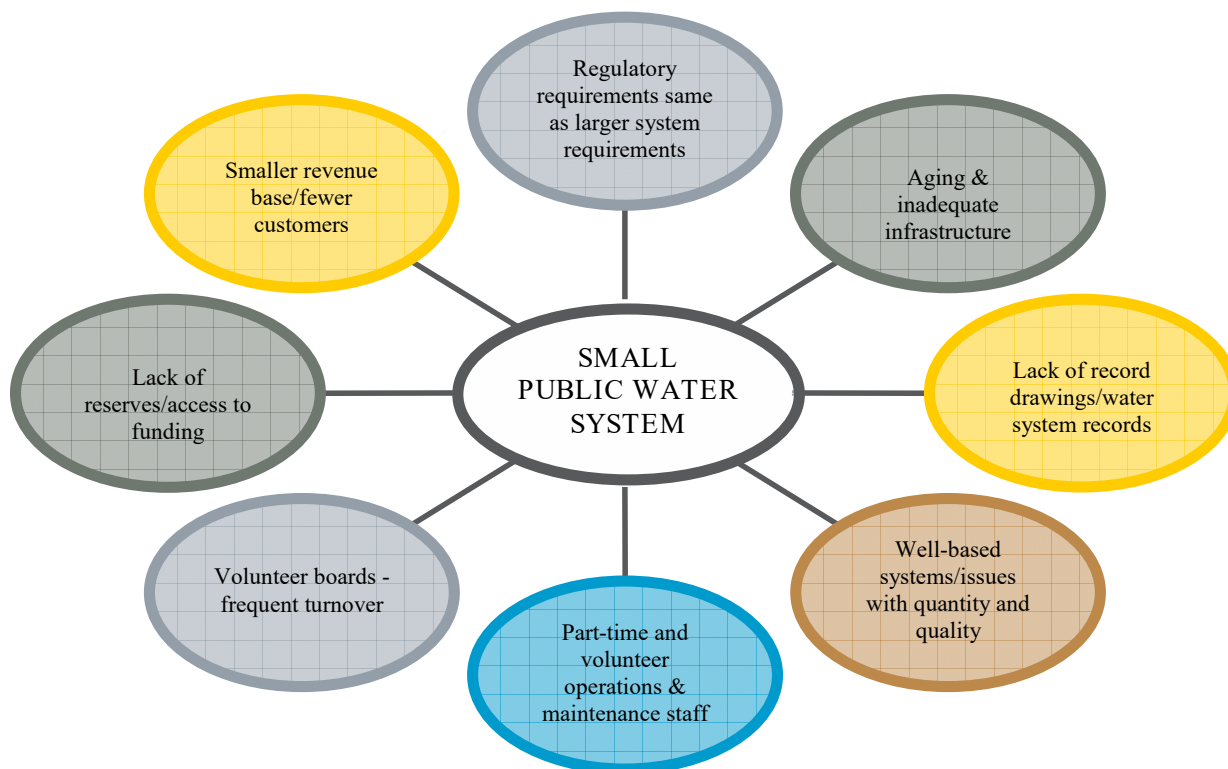 Regulatory
requirements same
as larger system
requirements
Smaller revenue
base/fewer
customers
Aging &
inadequate
infrastructure
Lack of
reserves/access to
funding
SMALL
PUBLIC WATER
SYSTEM
Lack of record
drawings/water
system records
Volunteer boards -
frequent turnover
Well-based
systems/issues
with quantity and
quality
Part-time and
volunteer
operations &
maintenance staff